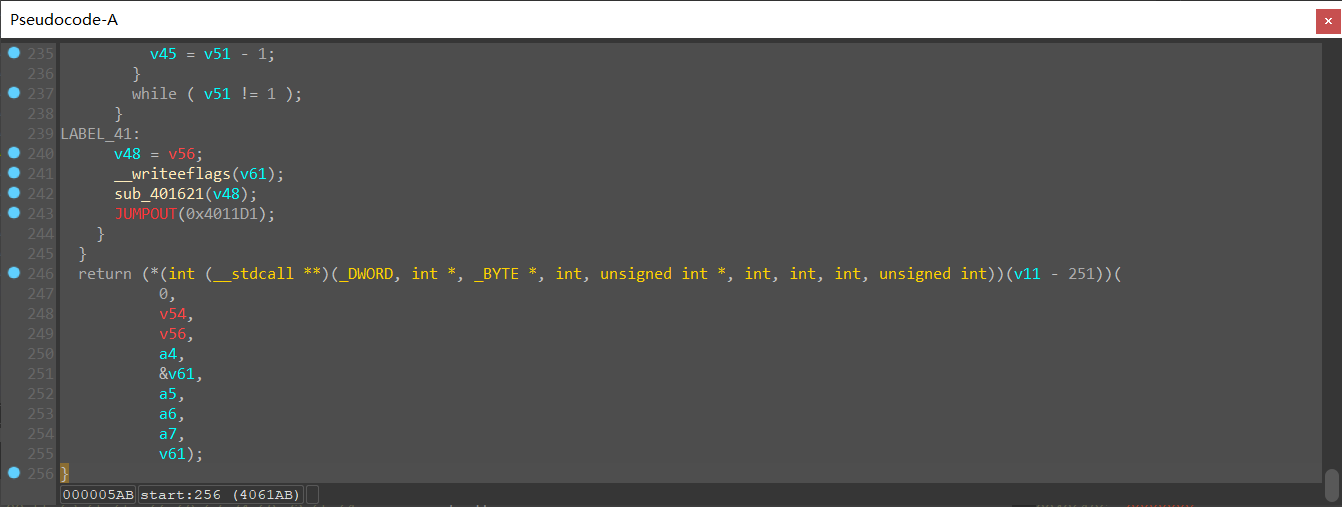 Pseudocode-A
235 v45 = v51 - 1;
236 }
237 while ( v51 != 1 );
238 }
239 LABEL_41:
240 v48 = v56;
241 __writeeflags(v61);
242 sub_401621(v48);
243 JUMPOUT(0x4011D1);
244 }
245 }
246 return (*(int (__stdcall **)(_DWORD, int *, _BYTE *, int, unsigned int *, int, int, int, unsigned int))(v11 - 251))(
247 0,
248 v54,
249 v56,
250 a4,
251 &v61,
252 a5,
253 a6,
254 a7,
255 v61);
256 }
000005AB start:256 (4061AB)